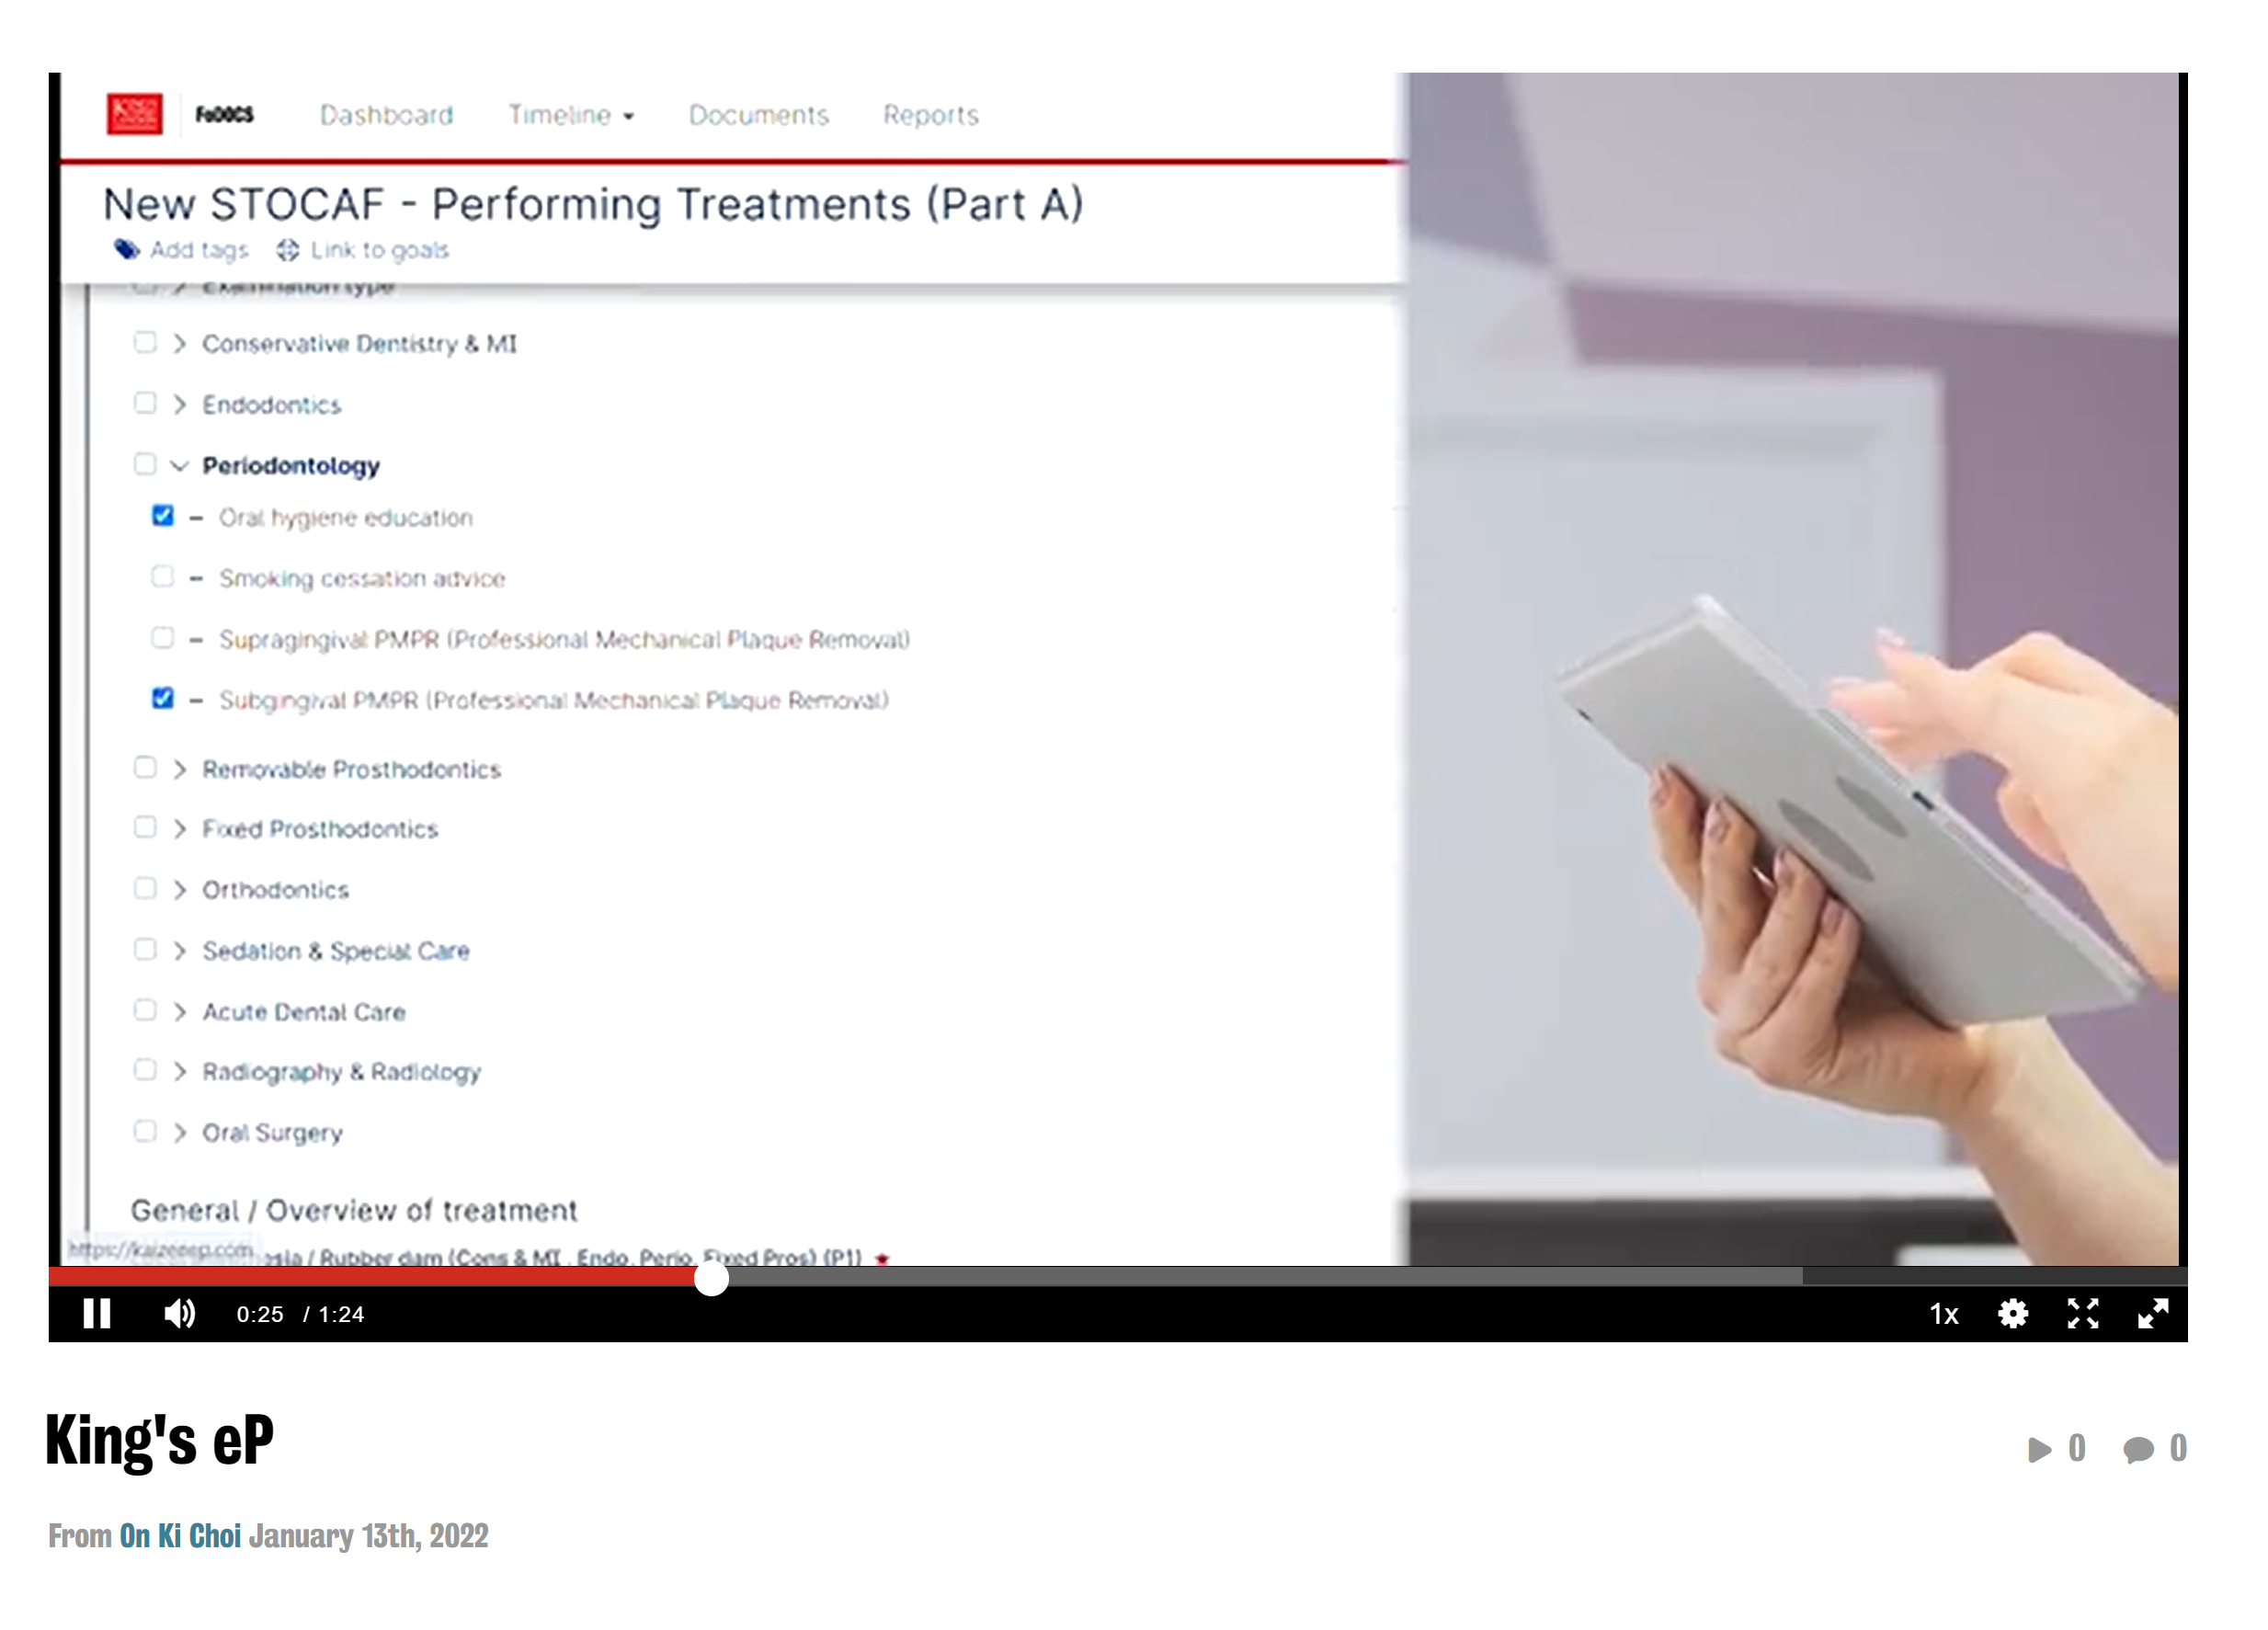 FoDOCS Dashboard Timeline Documents Reports
New STOCAF - Performing Treatments (Part A)
Add tags Link to goals
Examination type
Conservative Dentistry & MI
Endodontics
Periodontology
– Oral hygiene education
– Smoking cessation advice
– Supragingival PMPR (Professional Mechanical Plaque Removal)
– Subgingival PMPR (Professional Mechanical Plaque Removal)
Removable Prosthodontics
Fixed Prosthodontics
Orthodontics
Sedation & Special Care
Acute Dental Care
Radiography & Radiology
Oral Surgery
General / Overview of treatment
https://kaizenep.com
/ Rubber dam (Cons & MI , Endo, Perio, Fixed Pros) (P1)
0:25 / 1:24 1x
King's eP
0 0
From On Ki Choi January 13th, 2022